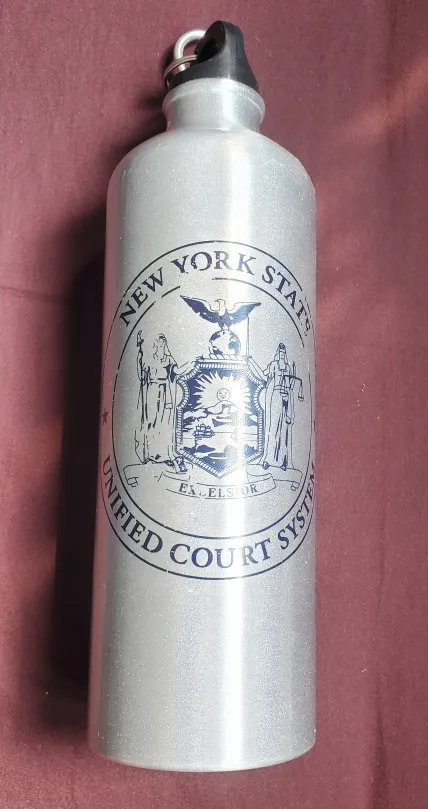 NEW YORK STATE
EXCELSIOR
UNIFIED COURT SYSTEM